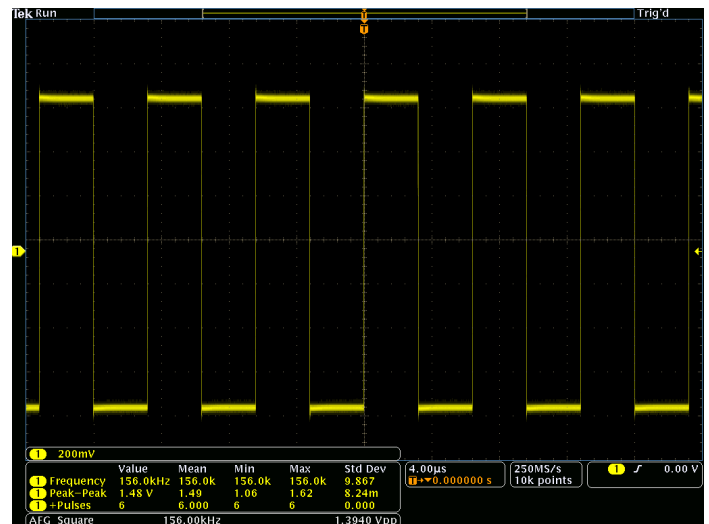 Tek Run Trig'd
T
T
1
1 200mV
Value Mean Min Max Std Dev
1 Frequency 156.0kHz 156.0k 156.0k 156.0k 9.867
1 Peak-Peak 1.48 V 1.49 1.06 1.62 8.24m
1 +Pulses 6 6.000 6 6 0.000
4.00µs
T→▼0.000000 s
250MS/s
10k points
1 0.00 V
AFG Square 156.00kHz 1.3940 Vpp